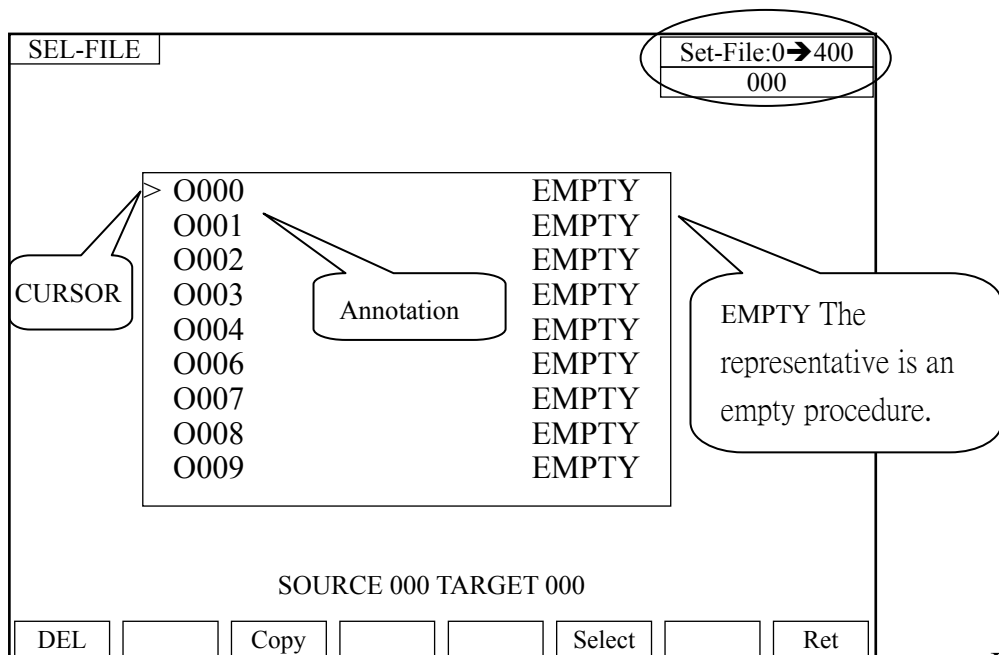 SEL-FILE
Set-File:0➔400
000
> O000 EMPTY
O001 EMPTY
O002 EMPTY
O003 EMPTY
O004 EMPTY
O006 EMPTY
O007 EMPTY
O008 EMPTY
O009 EMPTY
CURSOR
Annotation
EMPTY The
representative is an
empty procedure.
SOURCE 000 TARGET 000
DEL Copy Select Ret